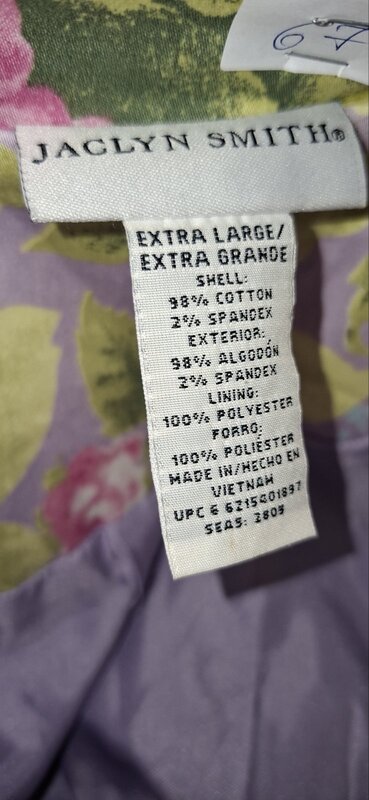 67
JACLYN SMITH®
EXTRA LARGE/
EXTRA GRANDE
SHELL:
98% COTTON
2% SPANDEX
EXTERIOR:
98% ALGODÓN
2% SPANDEX
LINING:
100% POLYESTER
FORRO:
100% POLIÉSTER
MADE IN/HECHO EN
VIETNAM
UPC 6 6215401897
SEAS: 2809